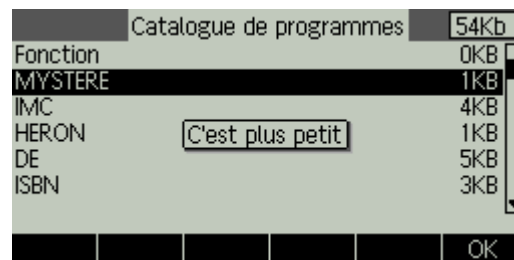 Catalogue de programmes 54Kb
Fonction 0KB
MYSTERE 1KB
IMC 4KB
HERON 1KB
C'est plus petit
DE 5KB
ISBN 3KB
OK